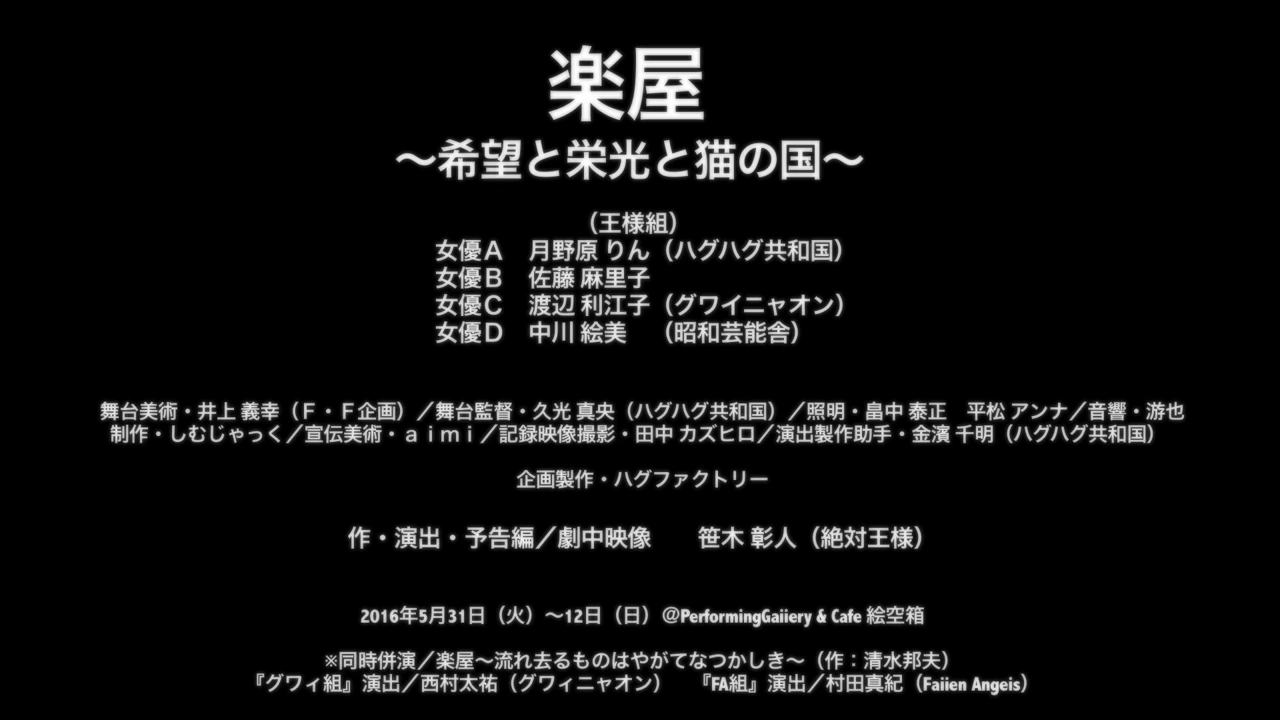 楽屋
～希望と栄光と猫の国～
（王様組）
女優Ａ　月野原 りん（ハグハグ共和国）
女優Ｂ　佐藤 麻里子
女優Ｃ　渡辺 利江子（グワイニャオン）
女優Ｄ　中川 絵美　（昭和芸能舎）
舞台美術・井上 義幸（Ｆ・Ｆ企画）／舞台監督・久光 真央（ハグハグ共和国）／照明・畠中 泰正　平松 アンナ／音響・游也
制作・しむじゃっく／宣伝美術・ａｉｍｉ／記録映像撮影・田中 カズヒロ／演出製作助手・金濱 千明（ハグハグ共和国）
企画製作・ハグファクトリー
作・演出・予告編／劇中映像　　笹木 彰人（絶対王様）
2016年5月31日（火）～12日（日）@PerformingGaiiery & Cafe 絵空箱
※同時併演／楽屋～流れ去るものはやがてなつかしき～（作：清水邦夫）
『グワィ組』演出／西村太祐（グワィニャオン）　『FA組』演出／村田真紀（Faiien Angeis）